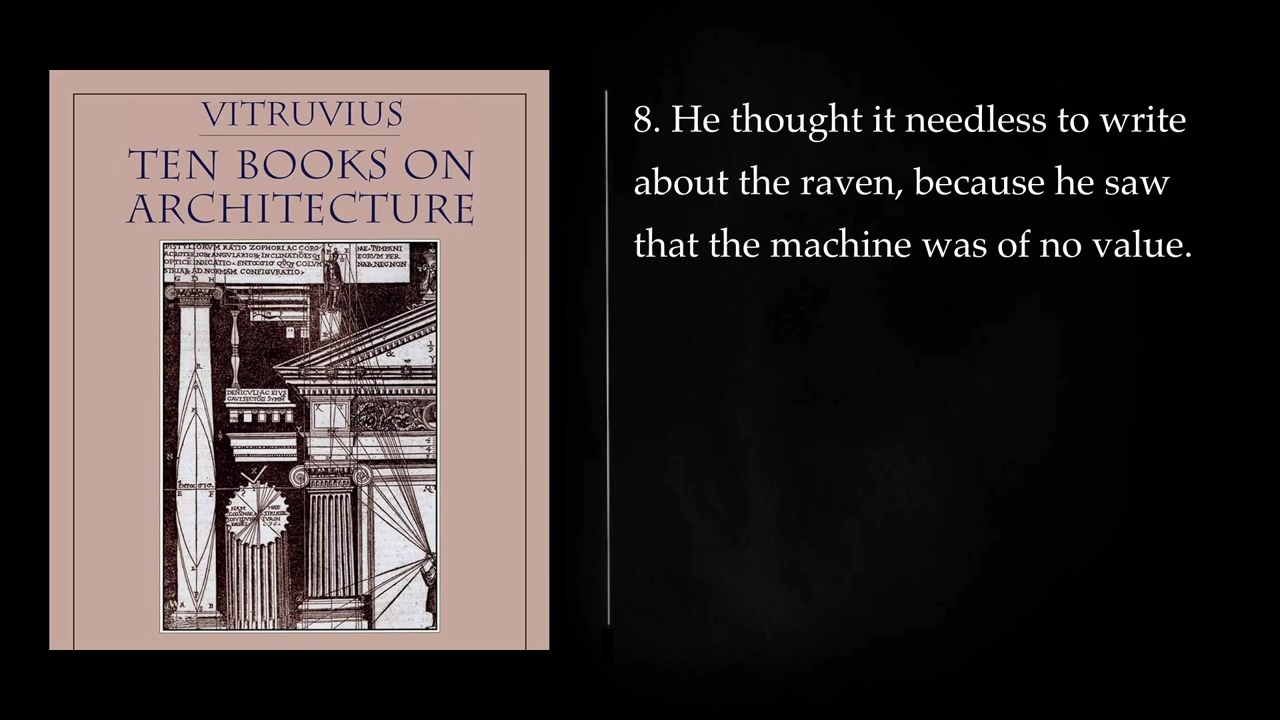 VITRUVIUS
TEN BOOKS ON
ARCHITECTURE
8. He thought it needless to write
about the raven, because he saw
that the machine was of no value.